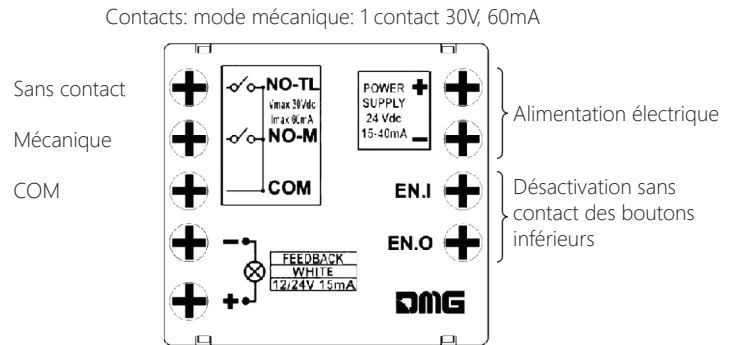 Contacts: mode mécanique: 1 contact 30V, 60mA
Sans contact
Mécanique
COM
NO-TL
Vmax 30Vdc
Imax 60mA
NO-M
COM
POWER +
SUPPLY
24 Vdc
15-40mA −
Alimentation électrique
EN.I
EN.O
Désactivation sans
contact des boutons
inférieurs
−
+
FEEDBACK
WHITE
12/24V 15mA
DMG